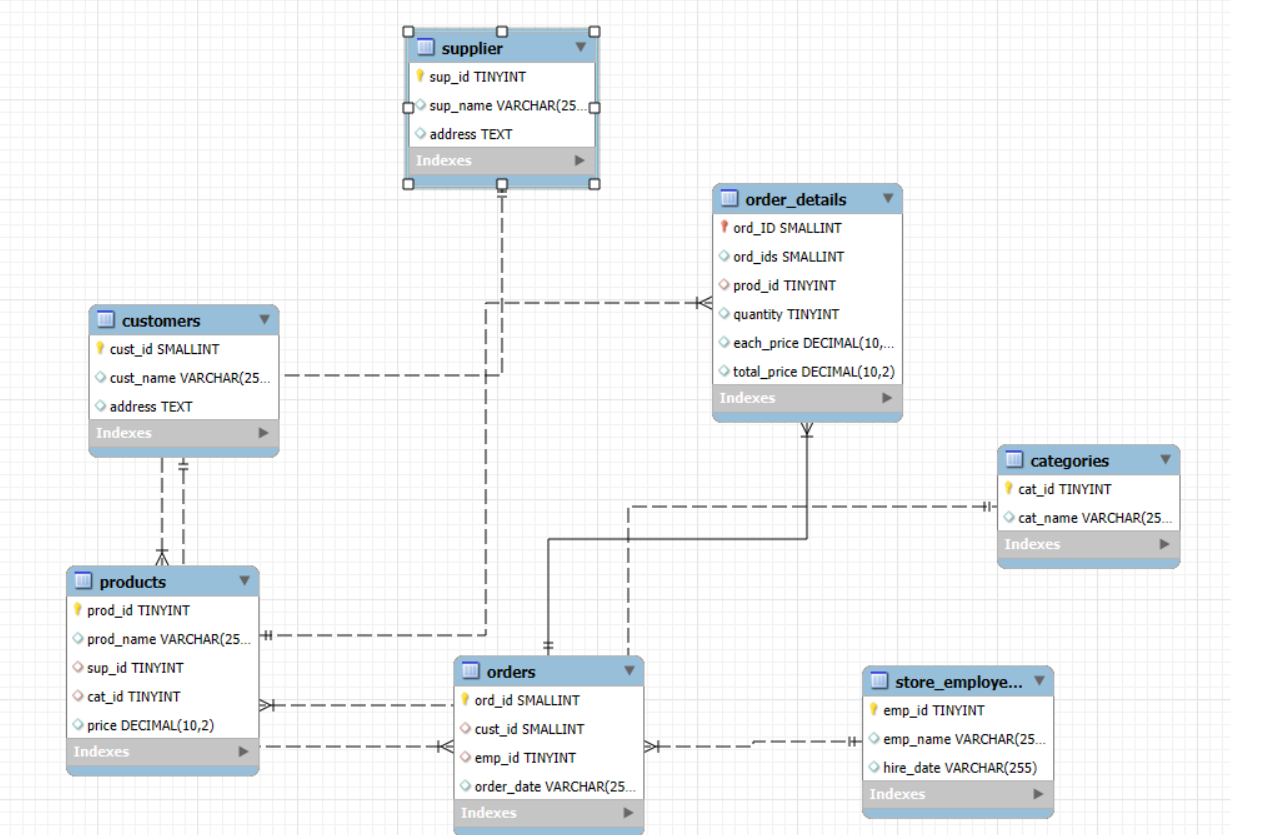 supplier
sup_id TINYINT
sup_name VARCHAR(25...
address TEXT
Indexes
order_details
ord_ID SMALLINT
ord_ids SMALLINT
prod_id TINYINT
quantity TINYINT
each_price DECIMAL(10,...
total_price DECIMAL(10,2)
Indexes
customers
cust_id SMALLINT
cust_name VARCHAR(25...
address TEXT
Indexes
categories
cat_id TINYINT
cat_name VARCHAR(25...
Indexes
products
prod_id TINYINT
prod_name VARCHAR(25...
sup_id TINYINT
cat_id TINYINT
price DECIMAL(10,2)
Indexes
orders
ord_id SMALLINT
cust_id SMALLINT
emp_id TINYINT
order_date VARCHAR(25...
Indexes
store_employe...
emp_id TINYINT
emp_name VARCHAR(25...
hire_date VARCHAR(255)
Indexes